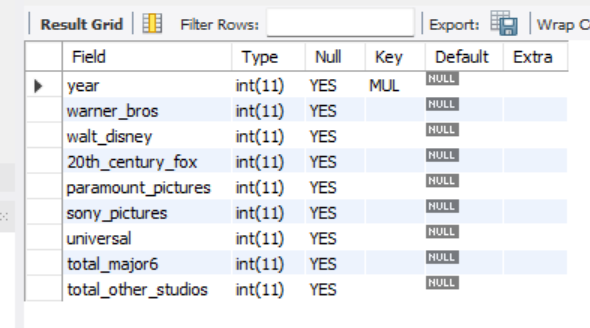 Result Grid Filter Rows: Export: Wrap C
Field Type Null Key Default Extra
year int(11) YES MUL NULL
warner_bros int(11) YES NULL
walt_disney int(11) YES NULL
20th_century_fox int(11) YES NULL
paramount_pictures int(11) YES NULL
sony_pictures int(11) YES NULL
universal int(11) YES NULL
total_major6 int(11) YES NULL
total_other_studios int(11) YES NULL